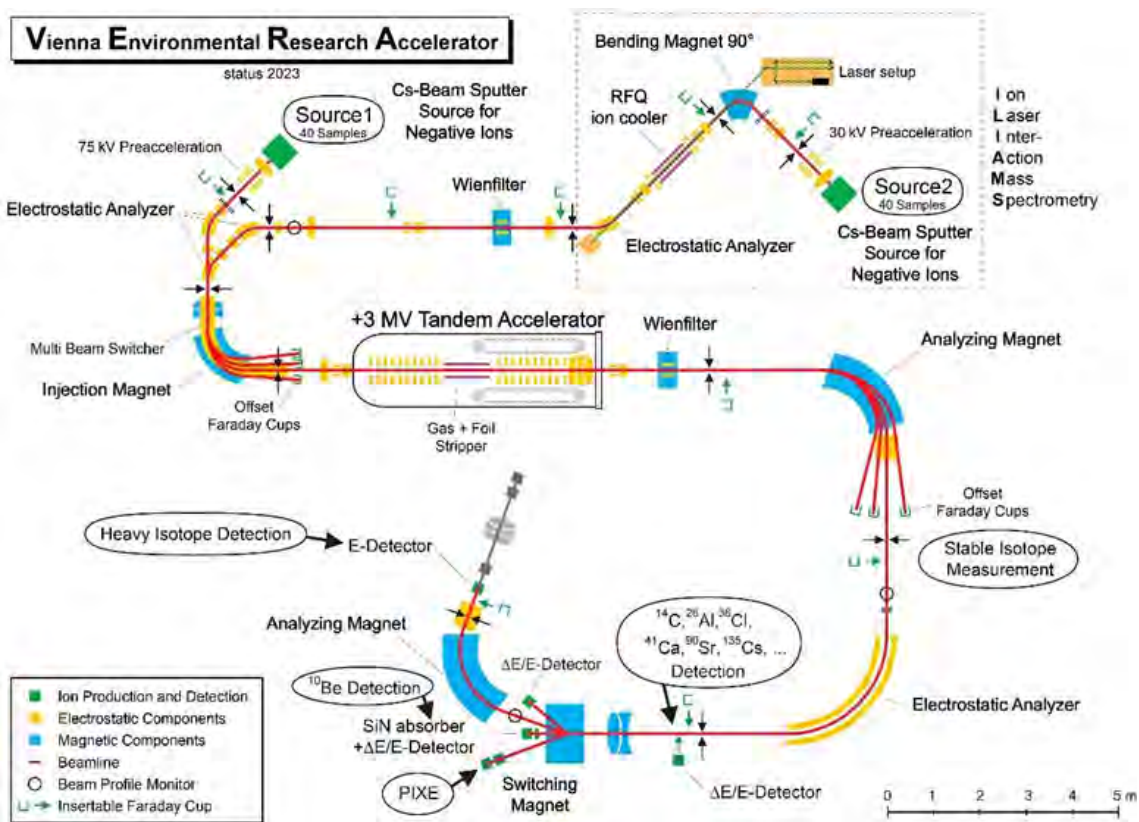 Vienna Environmental Research Accelerator
status 2023
Source1
40 Samples
Cs-Beam Sputter
Source for
Negative Ions
75 kV Preacceleration
Electrostatic Analyzer
Wienfilter
Bending Magnet 90°
Laser setup
RFQ
ion cooler
30 kV Preacceleration
Source2
40 Samples
Electrostatic Analyzer
Cs-Beam Sputter
Source for
Negative Ions
Ion
Laser
Inter-
Action
Mass
Spectrometry
Multi Beam Switcher
Injection Magnet
Offset
Faraday Cups
+3 MV Tandem Accelerator
Gas + Foil
Stripper
Wienfilter
Analyzing Magnet
Offset
Faraday Cups
Stable Isotope
Measurement
Heavy Isotope Detection
E-Detector
Analyzing Magnet
¹⁰Be Detection
SiN absorber
+ΔE/E-Detector
ΔE/E-Detector
PIXE
Switching
Magnet
¹⁴C,²⁶Al,³⁶Cl,
⁴¹Ca,⁹⁰Sr,¹³⁵Cs, ...
Detection
ΔE/E-Detector
Electrostatic Analyzer
Ion Production and Detection
Electrostatic Components
Magnetic Components
Beamline
Beam Profile Monitor
Insertable Faraday Cup
0 1 2 3 4 5 m